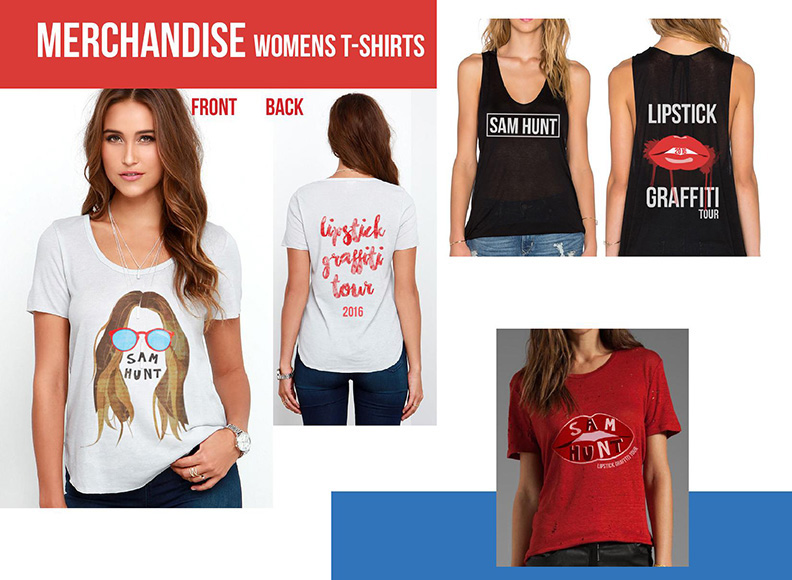 MERCHANDISE WOMENS T-SHIRTS
FRONT BACK
SAM
HUNT
lipstick
graffiti
tour
2016
SAM HUNT
LIPSTICK
2016
GRAFFITI
TOUR
SAM
HUNT
LIPSTICK GRAFFITI TOUR